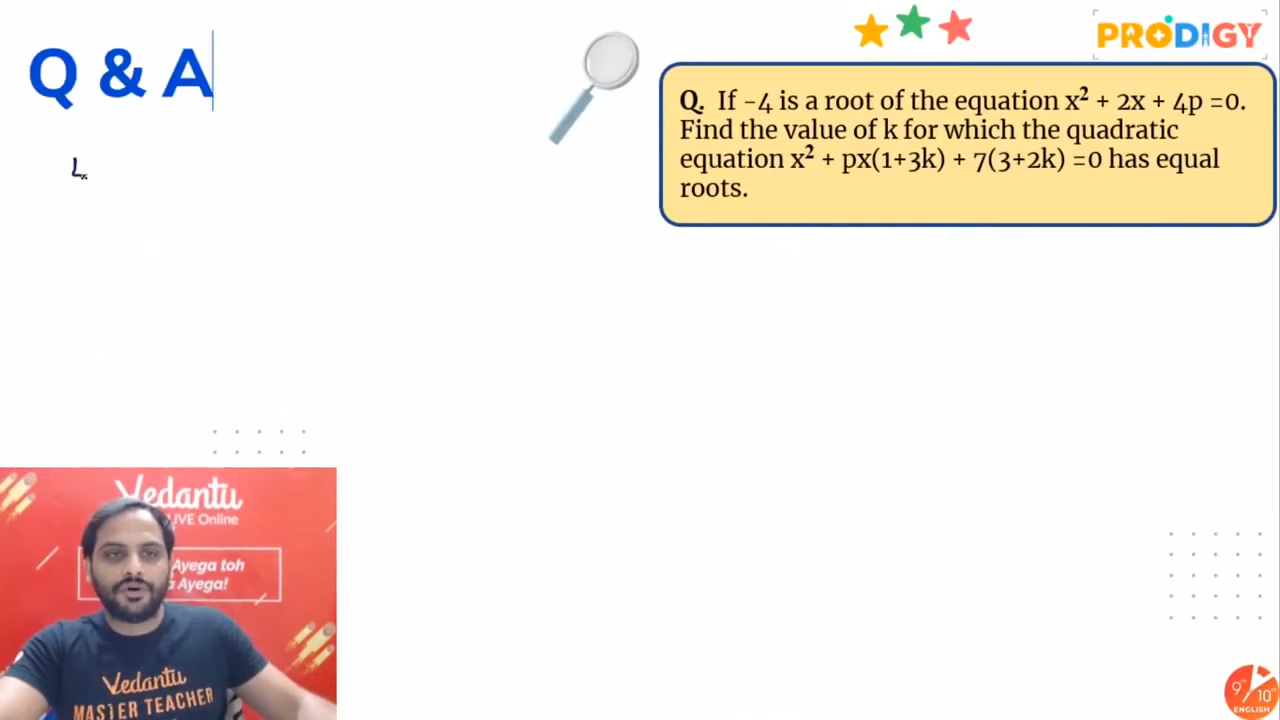 Q & A
PRODIGY
Q. If -4 is a root of the equation x² + 2x + 4p =0.
Find the value of k for which the quadratic
equation x² + px(1+3k) + 7(3+2k) =0 has equal
roots.
Vedantu
LIVE Online
Ayega toh
Ayega!
Vedantu
MASTER TEACHER
9th
10th
ENGLISH